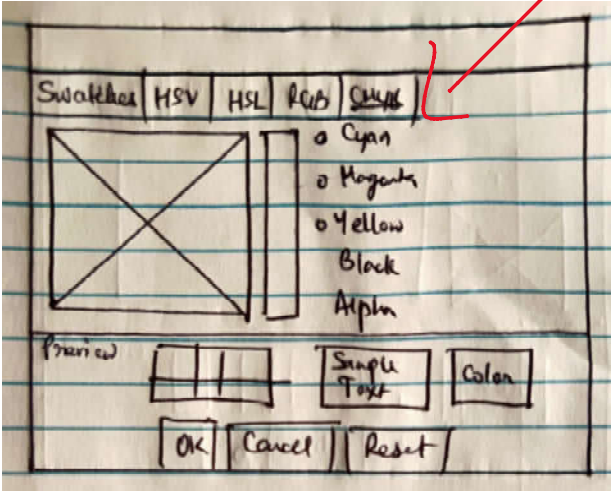 Swatches HSV HSL RGB CMYK
Cyan
Magenta
Yellow
Black
Alpha
Preview
Sample
Text
Color
OK Cancel Reset